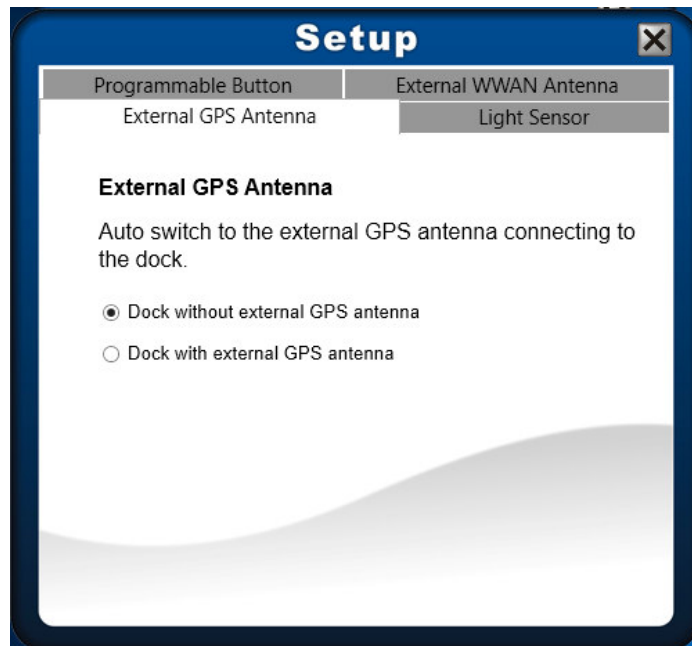 Setup
Programmable Button
External WWAN Antenna
External GPS Antenna
Light Sensor
External GPS Antenna
Auto switch to the external GPS antenna connecting to
the dock.
Dock without external GPS antenna
Dock with external GPS antenna